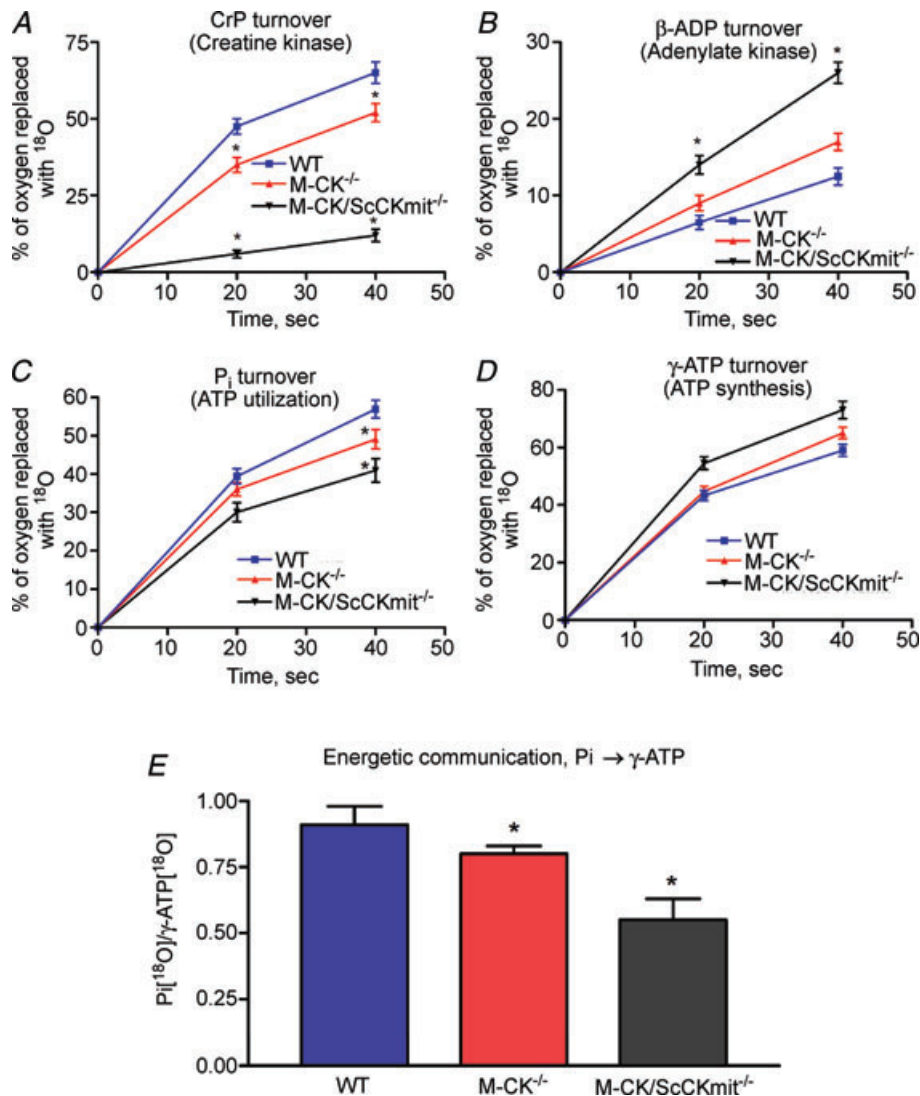 A
CrP turnover
(Creatine kinase)
% of oxygen replaced
with ¹⁸O
75
50
25
0
*
*
*
*
WT
M-CK⁻/⁻
M-CK/ScCKmit⁻/⁻
0 10 20 30 40 50
Time, sec
B
β-ADP turnover
(Adenylate kinase)
% of oxygen replaced
with ¹⁸O
30
20
10
0
*
*
WT
M-CK⁻/⁻
M-CK/ScCKmit⁻/⁻
0 10 20 30 40 50
Time, sec
C
Pᵢ turnover
(ATP utilization)
% of oxygen replaced
with ¹⁸O
60
50
40
30
20
10
0
*
*
WT
M-CK⁻/⁻
M-CK/ScCKmit⁻/⁻
0 10 20 30 40 50
Time, sec
D
γ-ATP turnover
(ATP synthesis)
% of oxygen replaced
with ¹⁸O
80
60
40
20
0
WT
M-CK⁻/⁻
M-CK/ScCKmit⁻/⁻
0 10 20 30 40 50
Time, sec
E
Energetic communication, Pi → γ-ATP
Pi[¹⁸O]/γ-ATP[¹⁸O]
1.00
0.75
0.50
0.25
0.00
*
*
WT M-CK⁻/⁻ M-CK/ScCKmit⁻/⁻